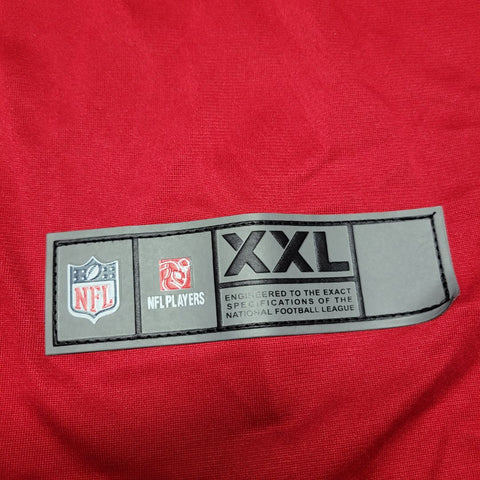 NFL
NFL PLAYERS
XXL
ENGINEERED TO THE EXACT
SPECIFICATIONS OF THE
NATIONAL FOOTBALL LEAGUE